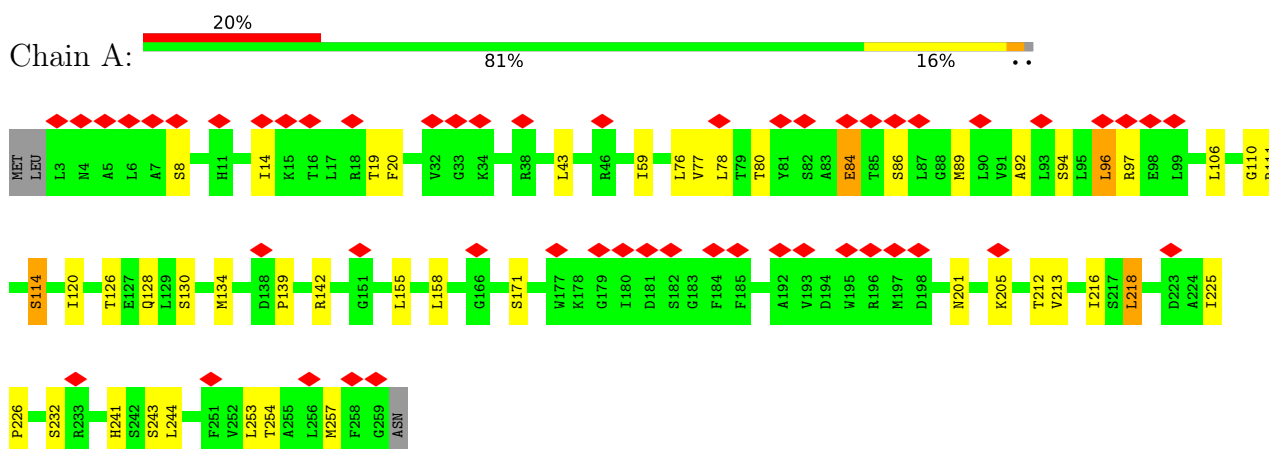 20%
Chain A:
81% 16% ••
MET LEU L3 N4 A5 L6 A7 S8 H11 I14 K15 T16 L17 R18 T19 F20 V32 G33 K34 R38 L43 R46 I59 L76 V77 L78 T79 T80 Y81 S82 A83 E84 T85 S86 L87 G88 M89 L90 V91 A92 L93 S94 L95 L96 R97 E98 L99 L106 G110
S114 I120 T126 E127 Q128 L129 S130 M134 D138 P139 R142 G151 L155 L158 G166 S171 W177 K178 G179 I180 D181 S182 G183 F184 F185 A192 V193 D194 W195 R196 M197 D198 N201 K205 T212 V213 I216 S217 L218 D223 A224 I225
P226 S232 R233 H241 S242 S243 L244 F251 V252 L253 T254 A255 L256 M257 F258 G259 ASN